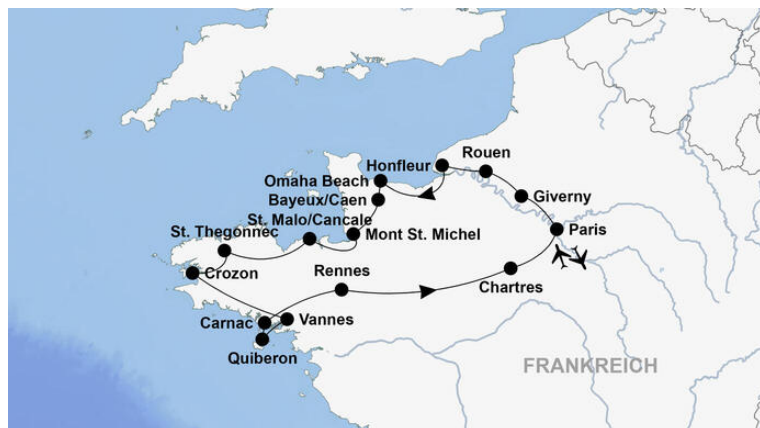 Rouen
Honfleur
Omaha Beach
Giverny
Bayeux/Caen
St. Malo/Cancale
Paris
St. Thegonnec
Mont St. Michel
Crozon
Rennes
Chartres
Carnac
Vannes
Quiberon
FRANKREICH